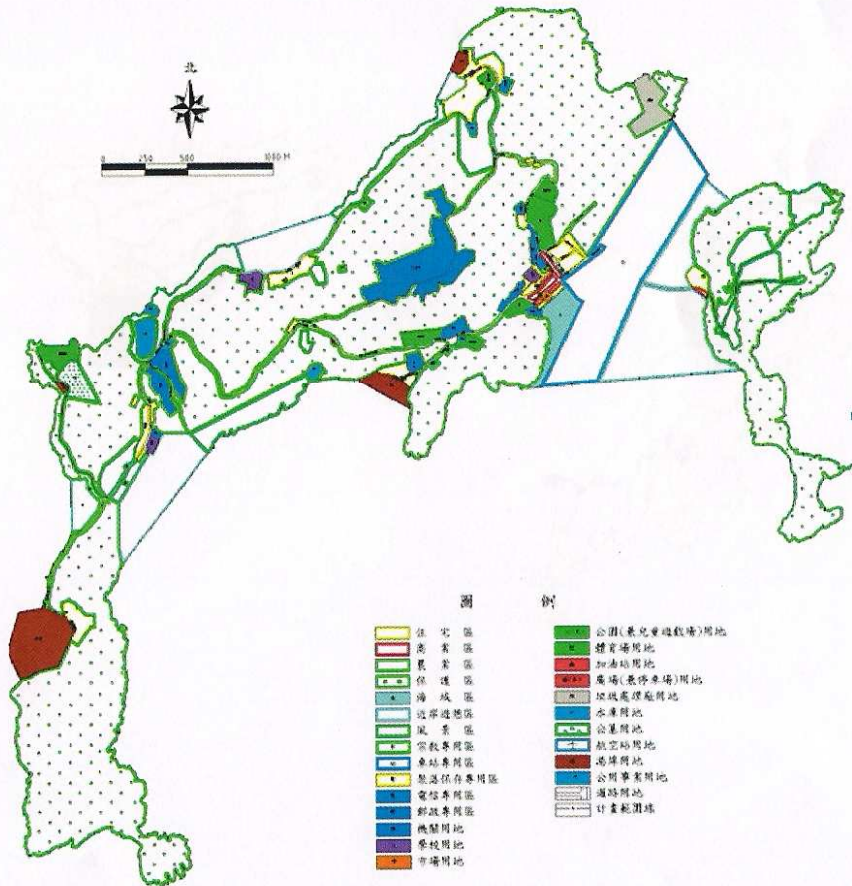 北
0 250 500 1000 M
圖 例
住宅區
商業區
農業區
保護區
海域區
近岸遊憩區
風景區
宗教專用區
車站專用區
聚落保存專用區
電信專用區
郵政專用區
機關用地
學校用地
市場用地
公園(兼兒童遊戲場)用地
體育場用地
加油站用地
廣場(兼停車場)用地
垃圾處理廠用地
水庫用地
公墓用地
航空站用地
港埠用地
公用事業用地
道路用地
計畫範圍線